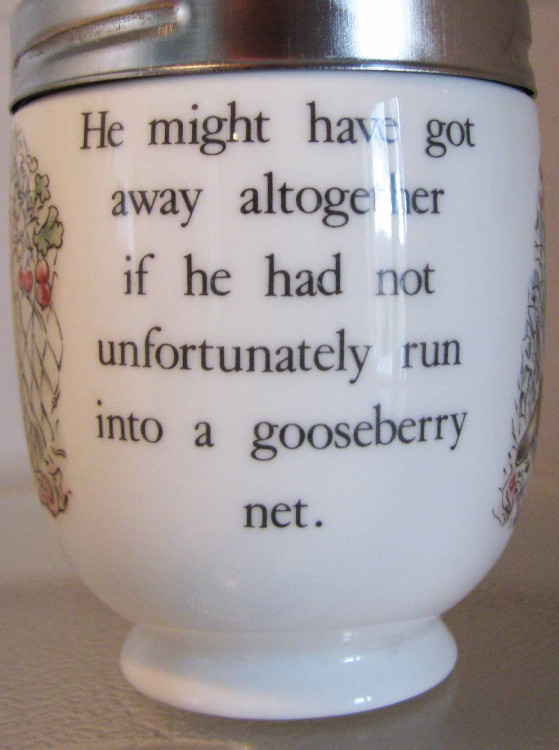 He might have got
away altogether
if he had not
unfortunately run
into a gooseberry
net.